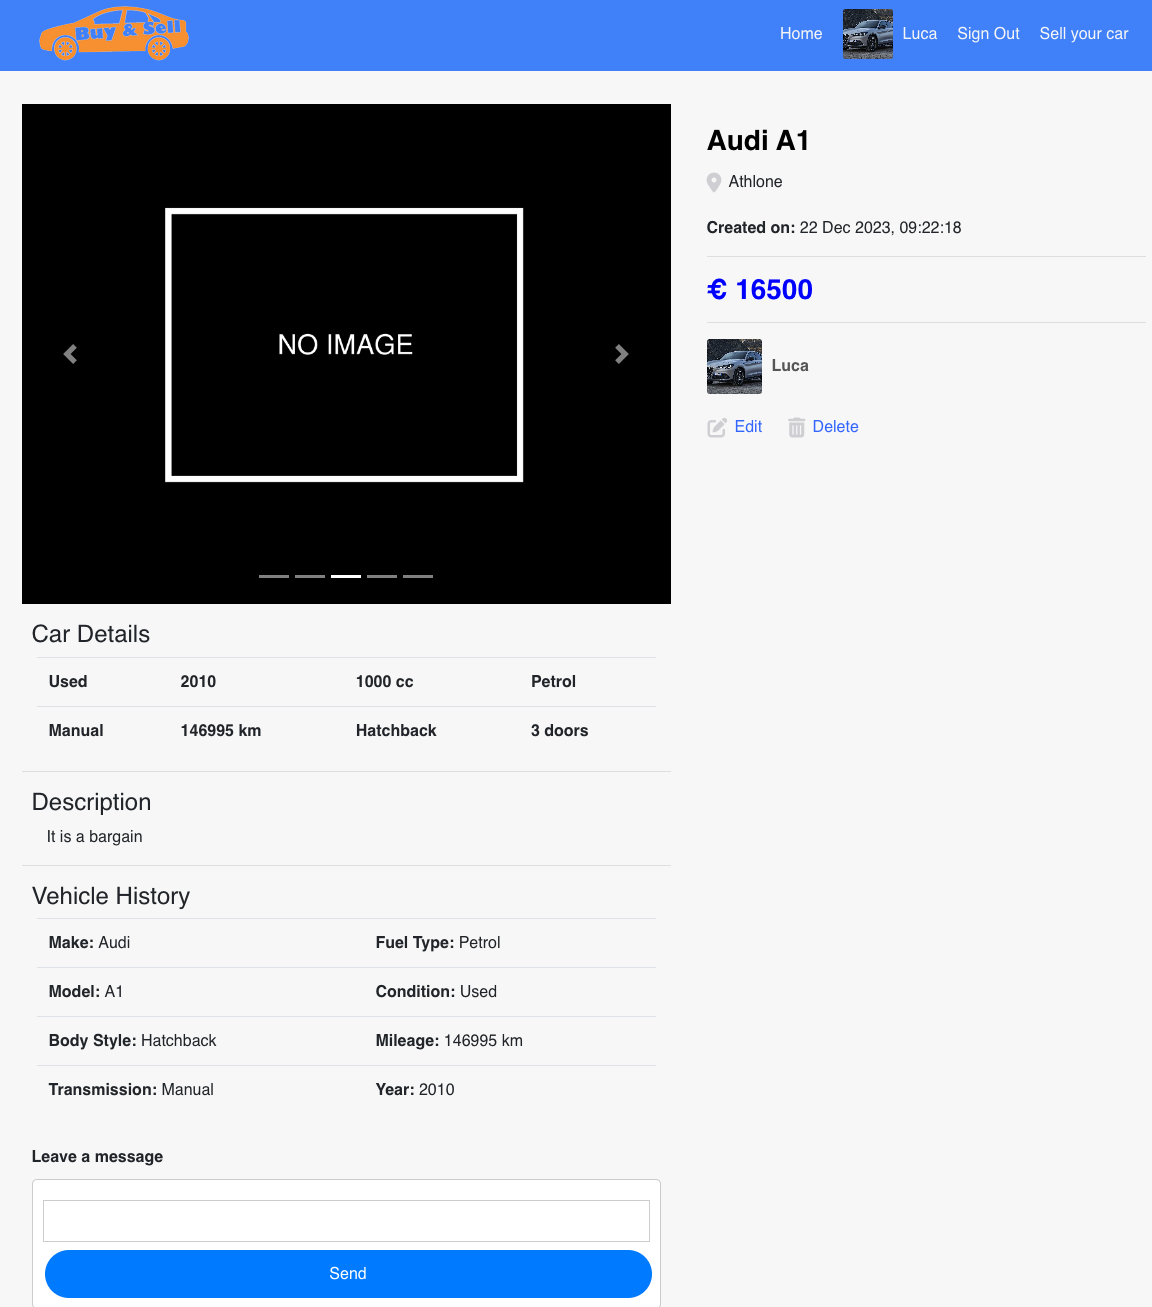 Buy & Sell
Home Luca Sign Out Sell your car
NO IMAGE
Audi A1
Athlone
Created on: 22 Dec 2023, 09:22:18
€ 16500
Luca
Edit Delete
Car Details
Used 2010 1000 cc Petrol
Manual 146995 km Hatchback 3 doors
Description
It is a bargain
Vehicle History
Make: Audi Fuel Type: Petrol
Model: A1 Condition: Used
Body Style: Hatchback Mileage: 146995 km
Transmission: Manual Year: 2010
Leave a message
Send